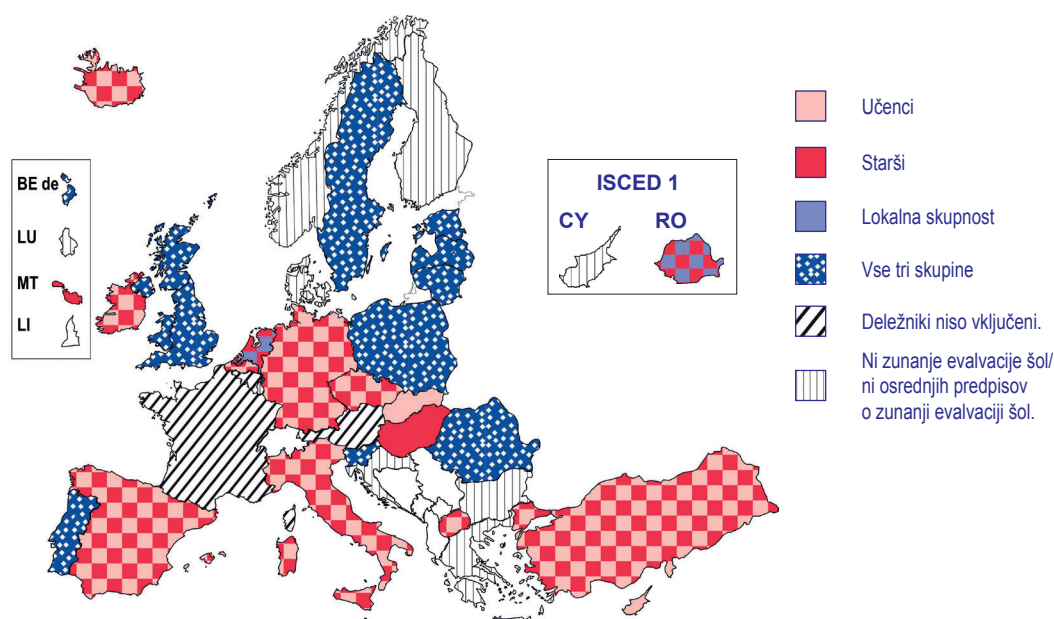 BE de
LU
MT
LI
ISCED 1
CY RO
Učenci
Starši
Lokalna skupnost
Vse tri skupine
Deležniki niso vključeni.
Ni zunanje evalvacije šol/
ni osrednjih predpisov
o zunanji evalvaciji šol.